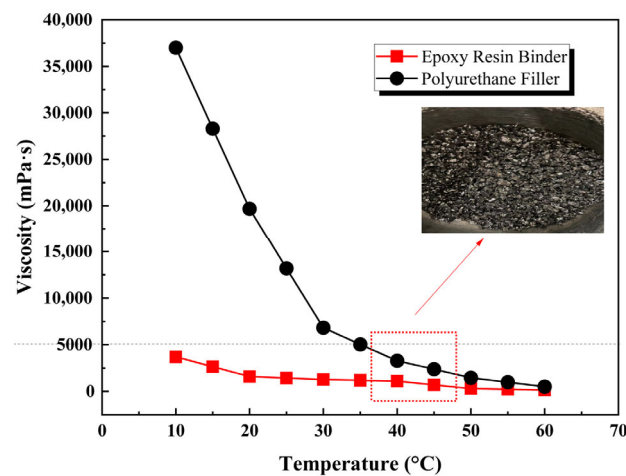 40,000
35,000
30,000
25,000
20,000
15,000
10,000
5000
0
Viscosity (mPa·s)
Epoxy Resin Binder
Polyurethane Filler
0 10 20 30 40 50 60 70
Temperature (°C)